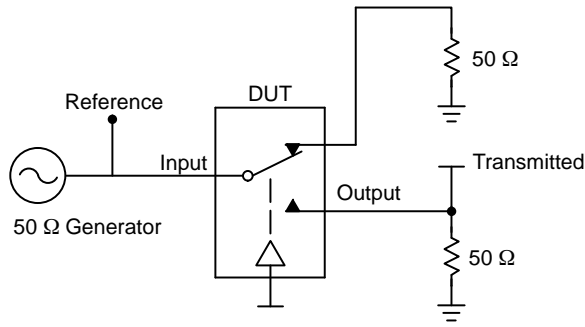 50 Ω
DUT
Reference
Input
Transmitted
Output
50 Ω Generator
50 Ω